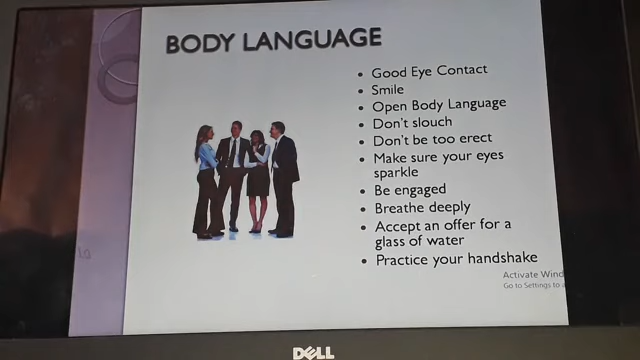 BODY LANGUAGE
• Good Eye Contact
• Smile
• Open Body Language
• Don't slouch
• Don't be too erect
• Make sure your eyes
sparkle
• Be engaged
• Breathe deeply
• Accept an offer for a
glass of water
• Practice your handshake
Activate Wind
Go to Settings to a
DELL